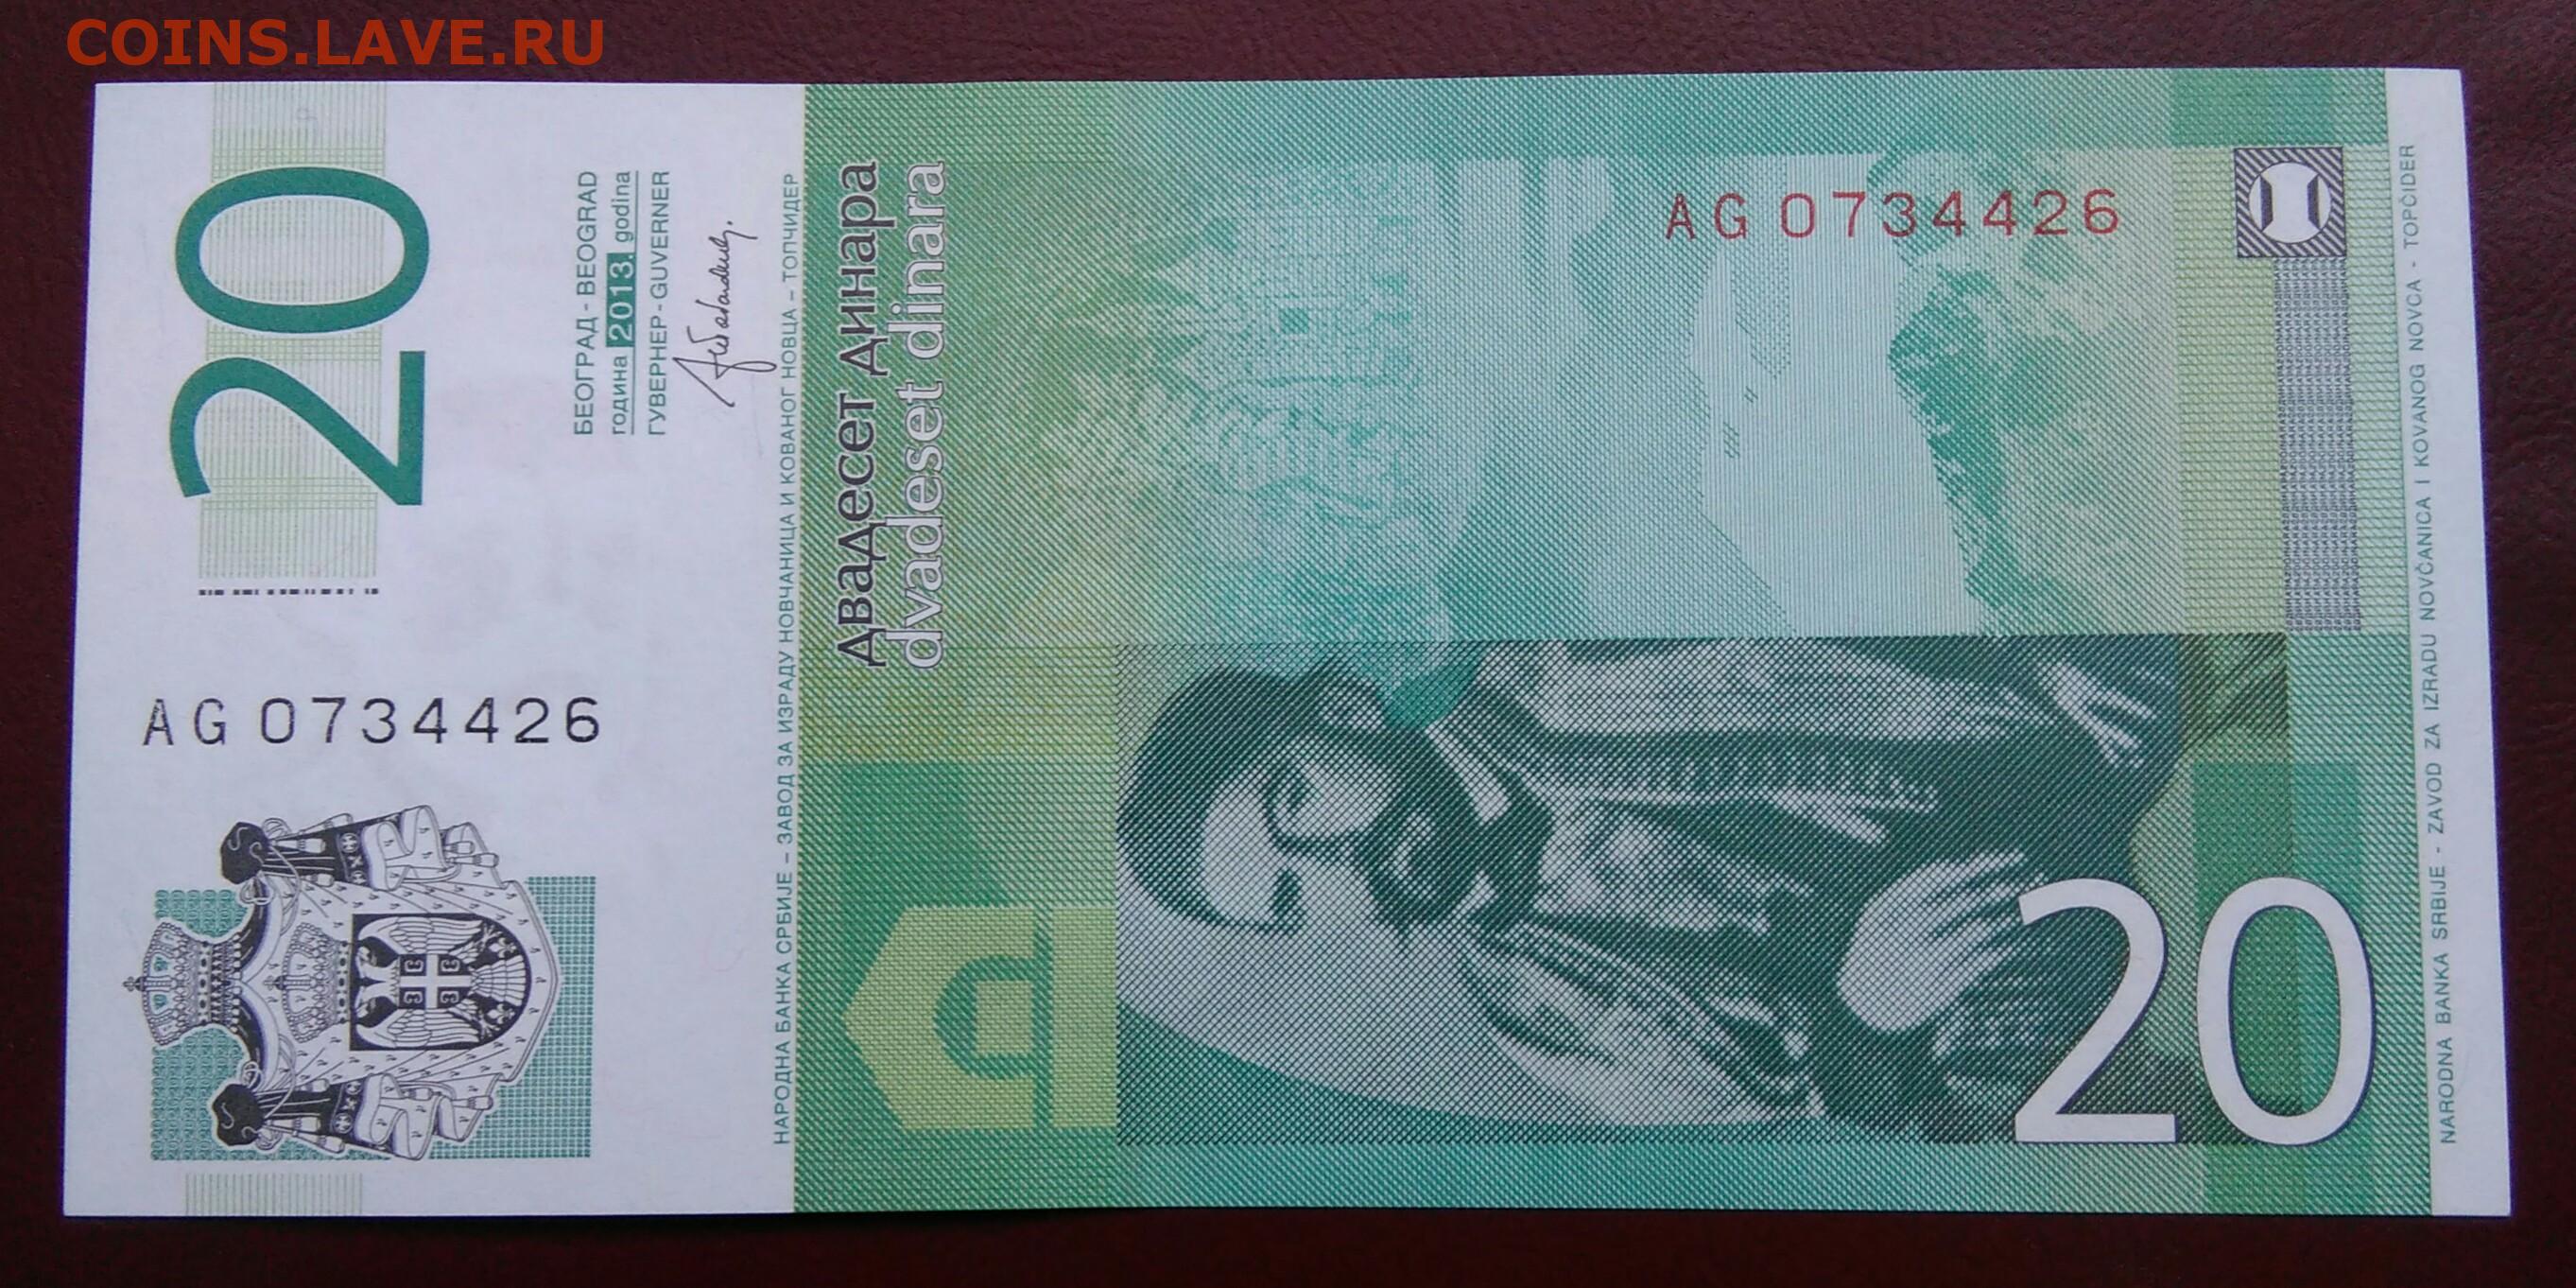 COINS.LAVE.RU
20
БЕОГРАД - BEOGRAD
година 2013. godina
ГУВЕРНЕР - GUVERNER
НАРОДНА БАНКА СРБИЈЕ – ЗАВОД ЗА ИЗРАДУ НОВЧАНИЦА И КОВАНОГ НОВЦА – ТОПЧИДЕР
двадесет динара
dvadeset dinara
AG 0734426
AG 0734426
20
NARODNA BANKA SRBIJE - ZAVOD ZA IZRADU NOVČANICA I KOVANOG NOVCA - TOPČIDER